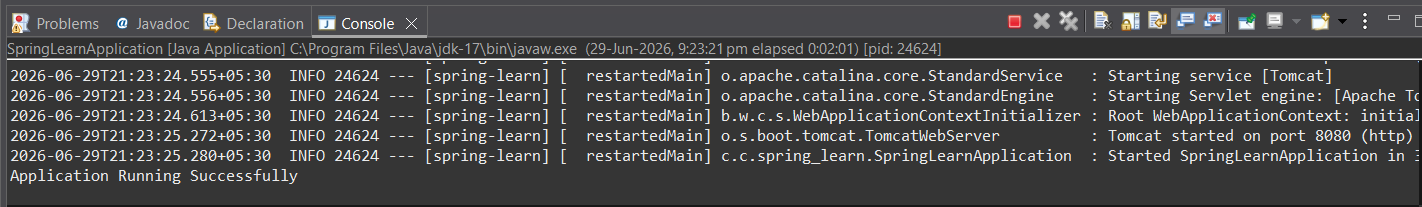 Problems @ Javadoc Declaration Console
SpringLearnApplication [Java Application] C:\Program Files\Java\jdk-17\bin\javaw.exe (29-Jun-2026, 9:23:21 pm elapsed 0:02:01) [pid: 24624]
2026-06-29T21:23:24.555+05:30 INFO 24624 --- [spring-learn] [ restartedMain] o.apache.catalina.core.StandardService : Starting service [Tomcat]
2026-06-29T21:23:24.556+05:30 INFO 24624 --- [spring-learn] [ restartedMain] o.apache.catalina.core.StandardEngine : Starting Servlet engine: [Apache
2026-06-29T21:23:24.613+05:30 INFO 24624 --- [spring-learn] [ restartedMain] b.w.c.s.WebApplicationContextInitializer : Root WebApplicationContext:
2026-06-29T21:23:25.272+05:30 INFO 24624 --- [spring-learn] [ restartedMain] o.s.boot.tomcat.TomcatWebServer : Tomcat started on port 8080 (http)
2026-06-29T21:23:25.280+05:30 INFO 24624 --- [spring-learn] [ restartedMain] c.c.spring_learn.SpringLearnApplication : Started SpringLearnApplication in
Application Running Successfully